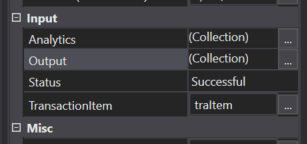 Input
Analytics (Collection) ...
Output (Collection) ...
Status Successful
TransactionItem traItem ...
Misc